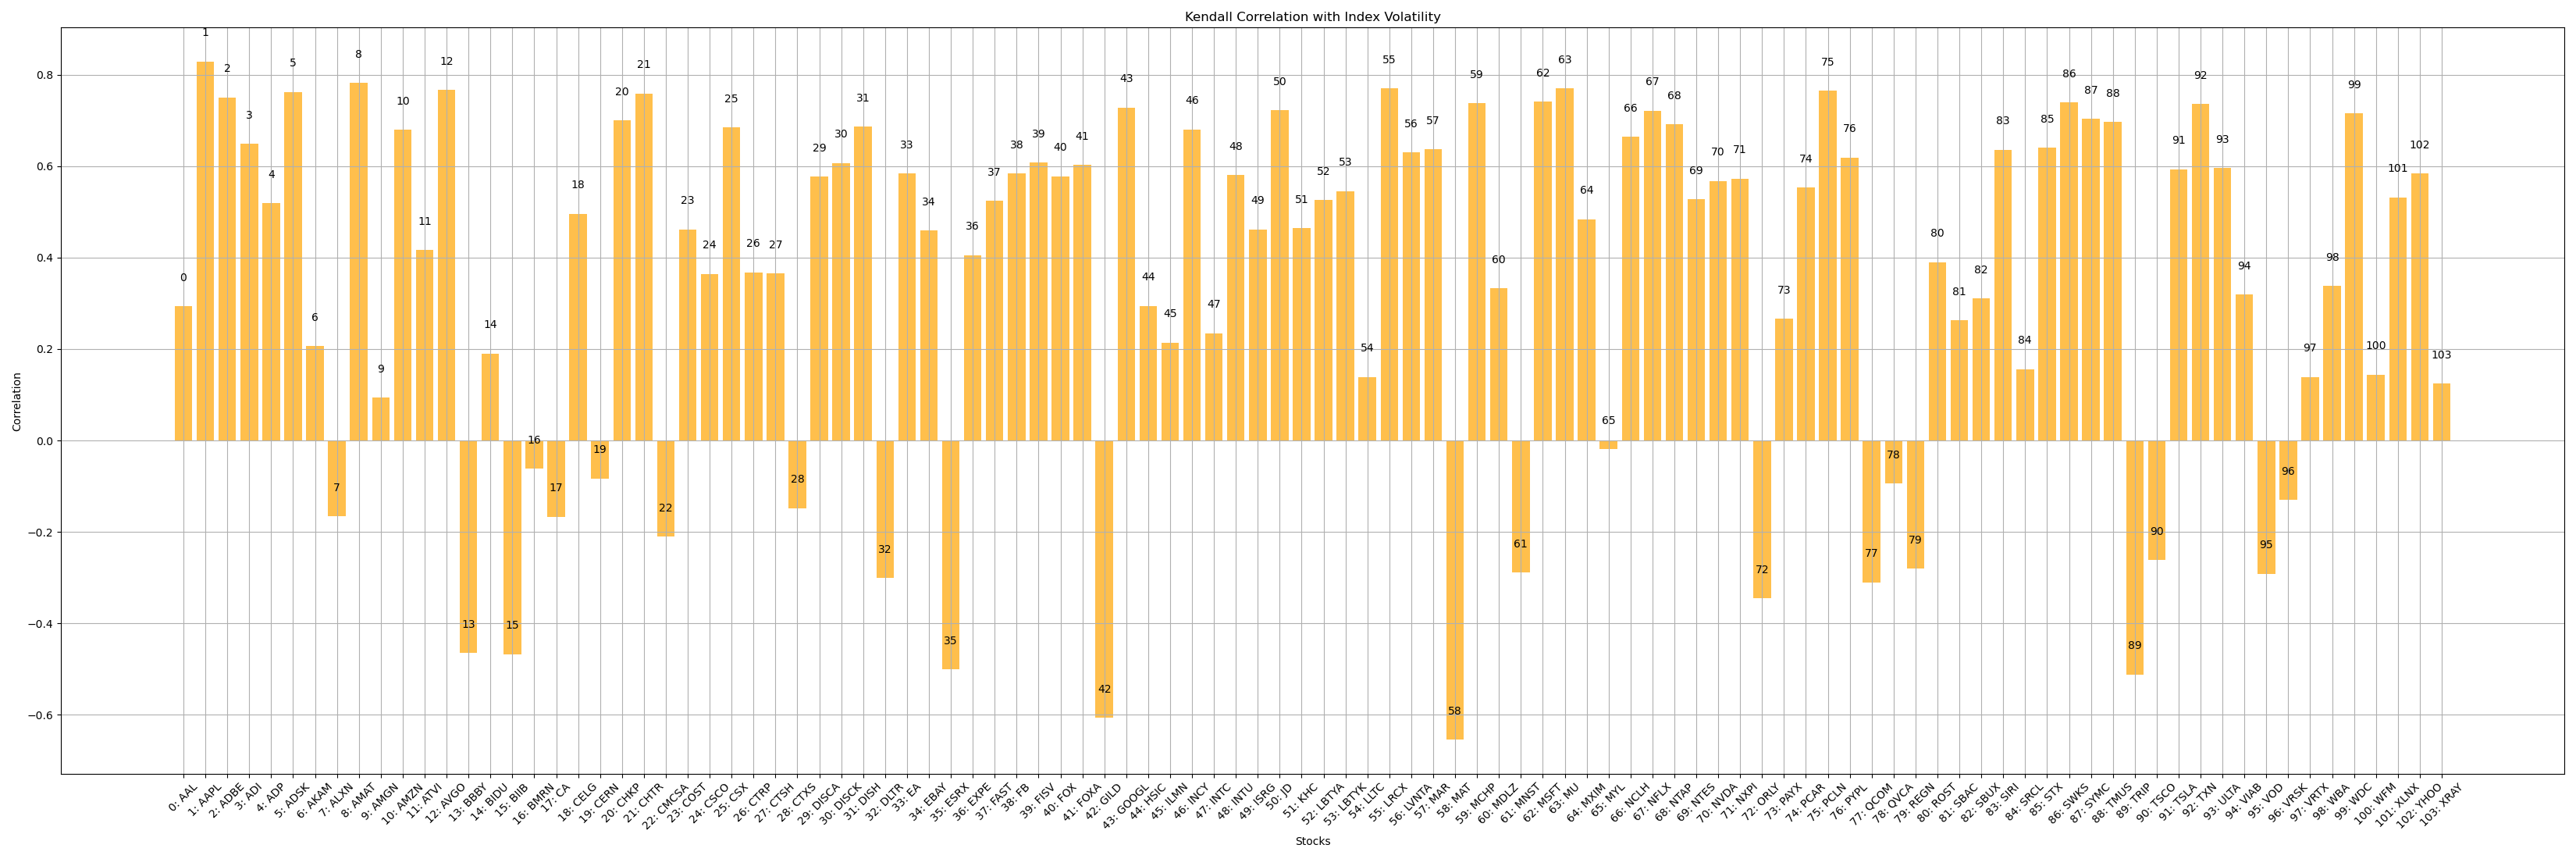 Kendall Correlation with Index Volatility
Correlation
0.8
0.6
0.4
0.2
0.0
−0.2
−0.4
−0.6
0
1
2
3
4
5
6
7
8
9
10
11
12
13
14
15
16
17
18
19
20
21
22
23
24
25
26
27
28
29
30
31
32
33
34
35
36
37
38
39
40
41
42
43
44
45
46
47
48
49
50
51
52
53
54
55
56
57
58
59
60
61
62
63
64
65
66
67
68
69
70
71
72
73
74
75
76
77
78
79
80
81
82
83
84
85
86
87
88
89
90
91
92
93
94
95
96
97
98
99
100
101
102
103
0: AAL
1: AAPL
2: ADBE
3: ADI
4: ADP
5: ADSK
6: AKAM
7: ALXN
8: AMAT
9: AMGN
10: AMZN
11: ATVI
12: AVGO
13: BBBY
14: BIDU
15: BIIB
16: BMRN
17: CA
18: CELG
19: CERN
20: CHKP
21: CHTR
22: CMCSA
23: COST
24: CSCO
25: CSX
26: CTRP
27: CTSH
28: CTXS
29: DISCA
30: DISCK
31: DISH
32: DLTR
33: EA
34: EBAY
35: ESRX
36: EXPE
37: FAST
38: FB
39: FISV
40: FOX
41: FOXA
42: GILD
43: GOOGL
44: HSIC
45: ILMN
46: INCY
47: INTC
48: INTU
49: ISRG
50: JD
51: KHC
52: LBTYA
53: LBTYK
54: LLTC
55: LRCX
56: LVNTA
57: MAR
58: MAT
59: MCHP
60: MDLZ
61: MNST
62: MSFT
63: MU
64: MXIM
65: MYL
66: NCLH
67: NFLX
68: NTAP
69: NTES
70: NVDA
71: NXPI
72: ORLY
73: PAYX
74: PCAR
75: PCLN
76: PYPL
77: QCOM
78: QVCA
79: REGN
80: ROST
81: SBAC
82: SBUX
83: SIRI
84: SRCL
85: STX
86: SWKS
87: SYMC
88: TMUS
89: TRIP
90: TSCO
91: TSLA
92: TXN
93: ULTA
94: VIAB
95: VOD
96: VRSK
97: VRTX
98: WBA
99: WDC
100: WFM
101: XLNX
102: YHOO
103: XRAY
Stocks